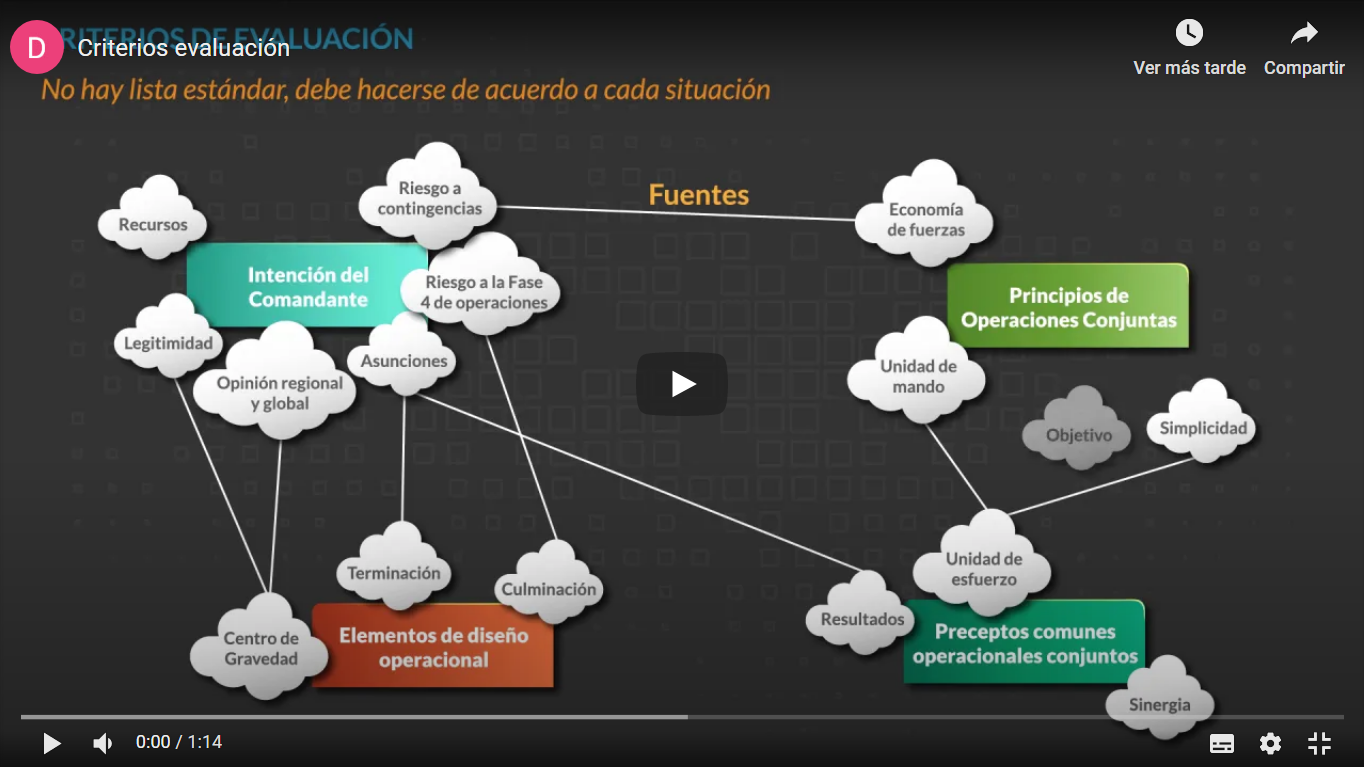 CRITERIOS DE EVALUACIÓN
D
Criterios evaluación
Ver más tarde
Compartir
No hay lista estándar, debe hacerse de acuerdo a cada situación
Fuentes
Recursos
Riesgo a
contingencias
Economía
de fuerzas
Intención del
Comandante
Riesgo a la Fase
4 de operaciones
Principios de
Operaciones Conjuntas
Legitimidad
Opinión regional
y global
Asunciones
Unidad de
mando
Objetivo
Simplicidad
Terminación
Culminación
Unidad de
esfuerzo
Centro de
Gravedad
Elementos de diseño
operacional
Resultados
Preceptos comunes
operacionales conjuntos
Sinergia
0:00 / 1:14